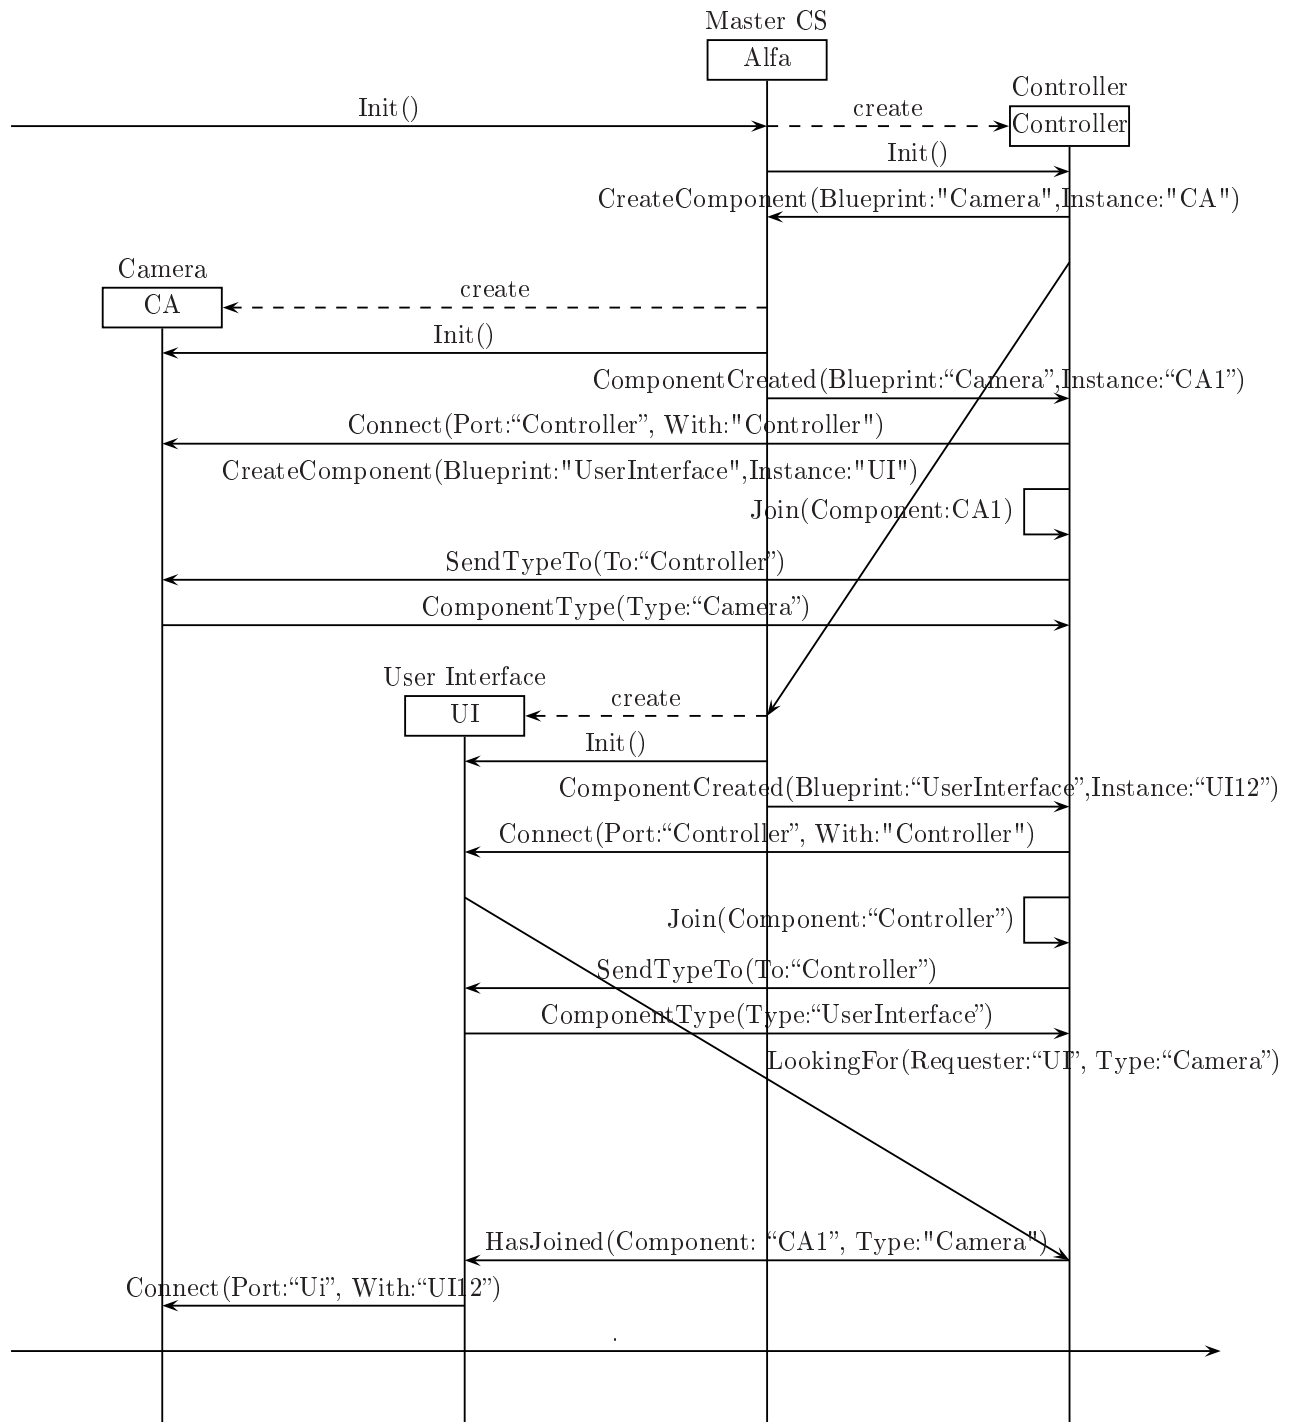 Master CS
Alfa
Controller
Controller
Init()
create
Init()
CreateComponent(Blueprint:"Camera",Instance:"CA")
Camera
CA
create
Init()
ComponentCreated(Blueprint:“Camera”,Instance:“CA1”)
Connect(Port:“Controller”, With:"Controller")
CreateComponent(Blueprint:"UserInterface",Instance:"UI")
Join(Component:CA1)
SendTypeTo(To:“Controller”)
ComponentType(Type:“Camera”)
User Interface
UI
create
Init()
ComponentCreated(Blueprint:“UserInterface”,Instance:“UI12”)
Connect(Port:“Controller”, With:"Controller")
Join(Component:“Controller”)
SendTypeTo(To:“Controller”)
ComponentType(Type:“UserInterface”)
LookingFor(Requester:“UI”, Type:“Camera”)
HasJoined(Component: “CA1”, Type:"Camera")
Connect(Port:“Ui”, With:“UI12”)
.